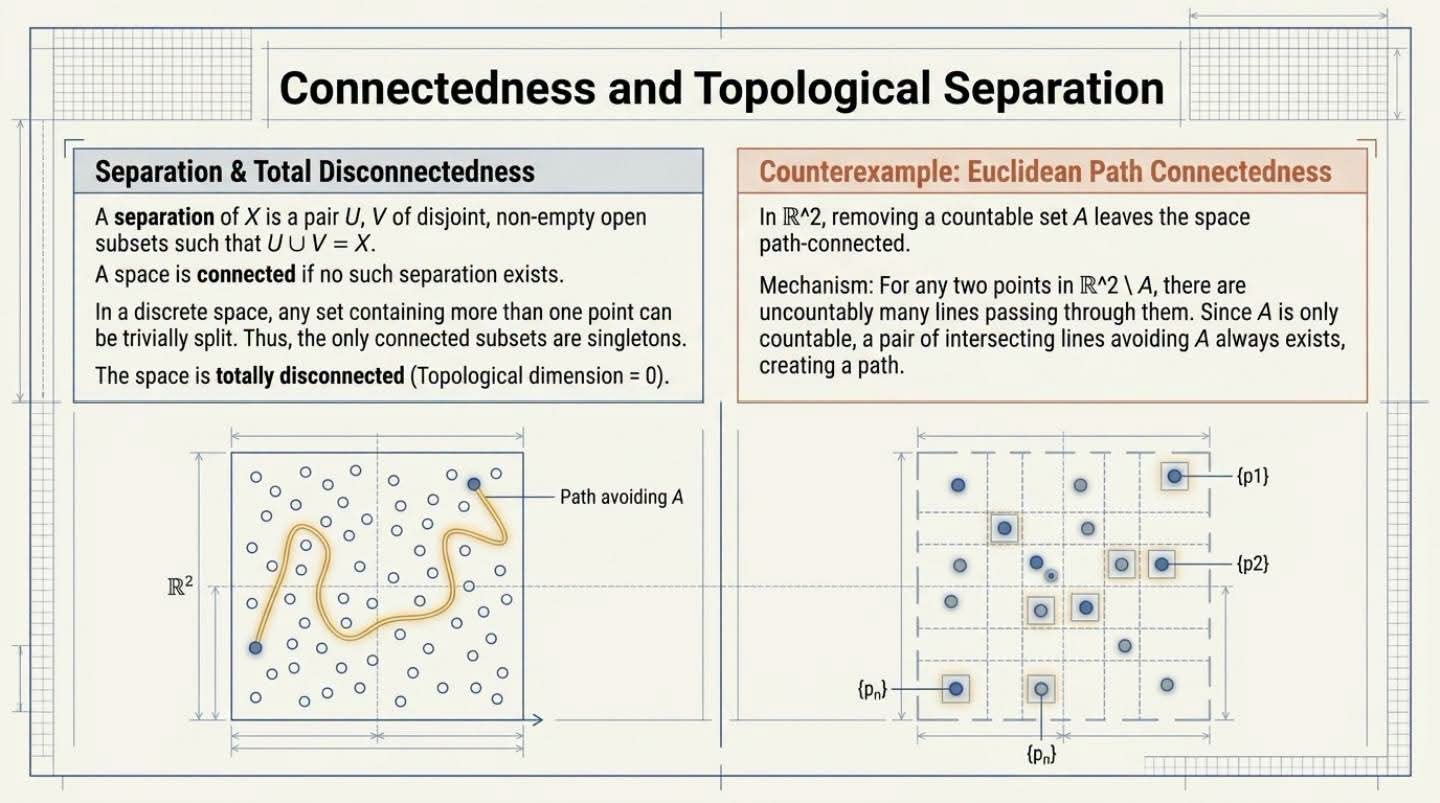 Connectedness and Topological Separation
Separation & Total Disconnectedness
A separation of X is a pair U, V of disjoint, non-empty open
subsets such that U ∪ V = X.
A space is connected if no such separation exists.
In a discrete space, any set containing more than one point can
be trivially split. Thus, the only connected subsets are singletons.
The space is totally disconnected (Topological dimension = 0).
Counterexample: Euclidean Path Connectedness
In ℝ^2, removing a countable set A leaves the space
path-connected.
Mechanism: For any two points in ℝ^2 \ A, there are
uncountably many lines passing through them. Since A is only
countable, a pair of intersecting lines avoiding A always exists,
creating a path.
Path avoiding A
ℝ²
{p1}
{p2}
{pₙ}
{pₙ}